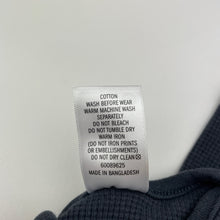 COTTON
WASH BEFORE WEAR
WARM MACHINE WASH
SEPARATELY
DO NOT BLEACH
DO NOT TUMBLE DRY
WARM IRON
(DO NOT IRON PRINTS
OR EMBELLISHMENTS)
DO NOT DRY CLEAN Ⓢ
60089625
MADE IN BANGLADESH